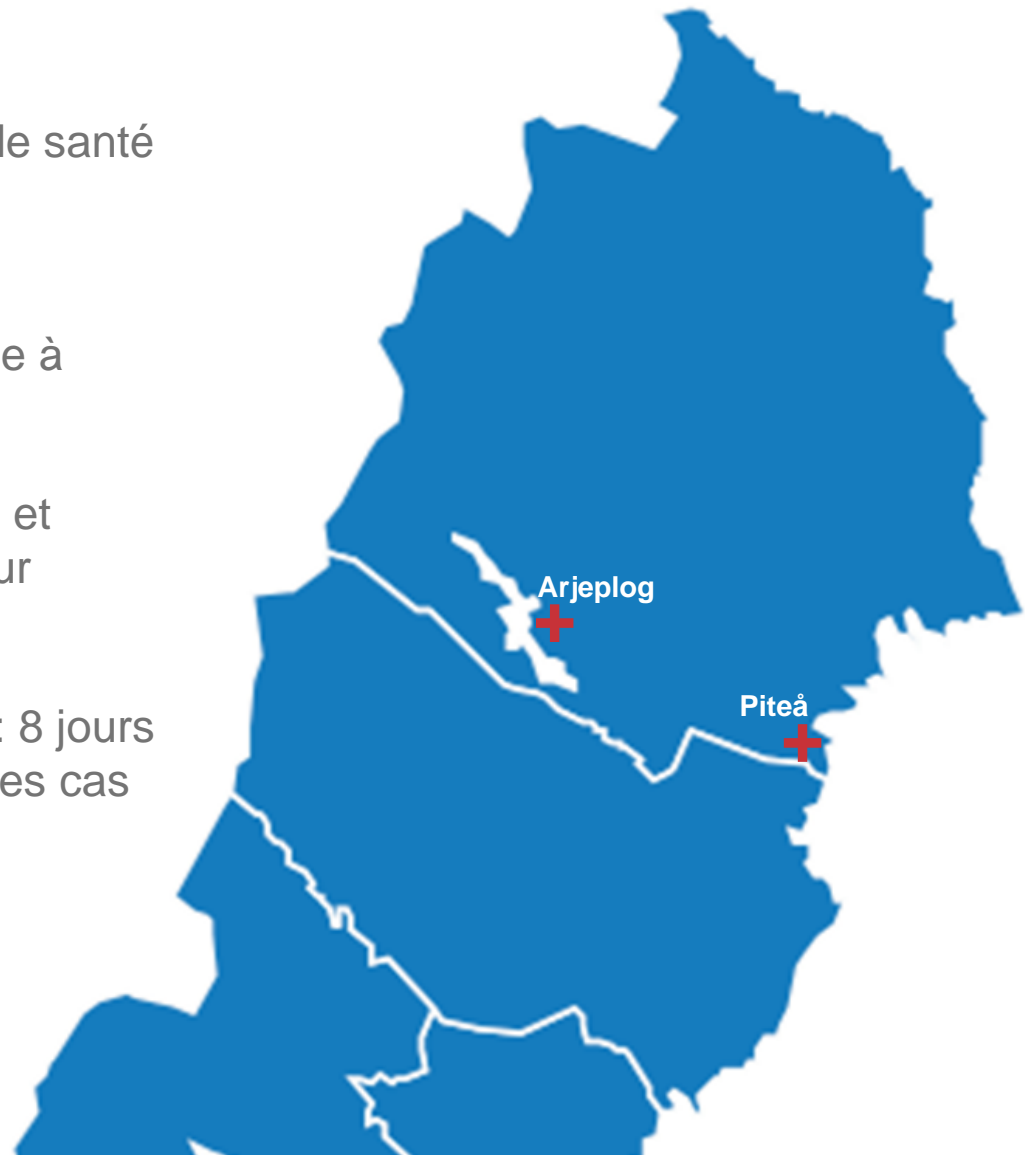 le santé
e à
et
ur
: 8 jours
es cas
Arjeplog
Piteå